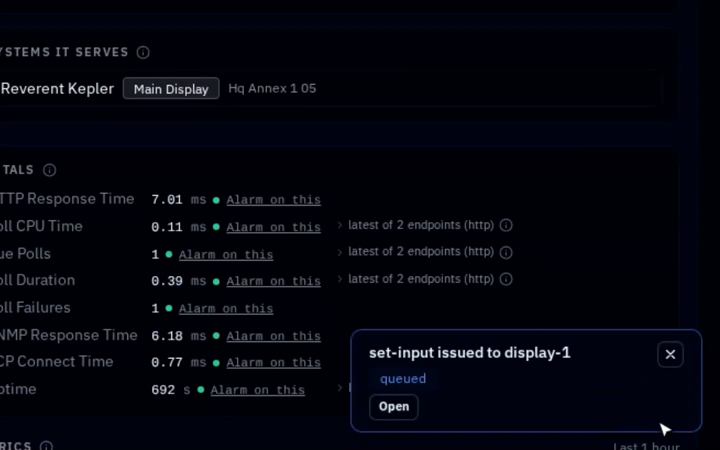 YSTEMS IT SERVES
Reverent Kepler Main Display Hq Annex 1 05
TALS
TTP Response Time 7.01 ms Alarm on this
oll CPU Time 0.11 ms Alarm on this latest of 2 endpoints (http)
ue Polls 1 Alarm on this latest of 2 endpoints (http)
oll Duration 0.39 ms Alarm on this latest of 2 endpoints (http)
oll Failures 1 Alarm on this
NMP Response Time 6.18 ms Alarm on this
CP Connect Time 0.77 ms Alarm on this
ptime 692 s Alarm on this
set-input issued to display-1
queued
Open
RICS Last 1 hour